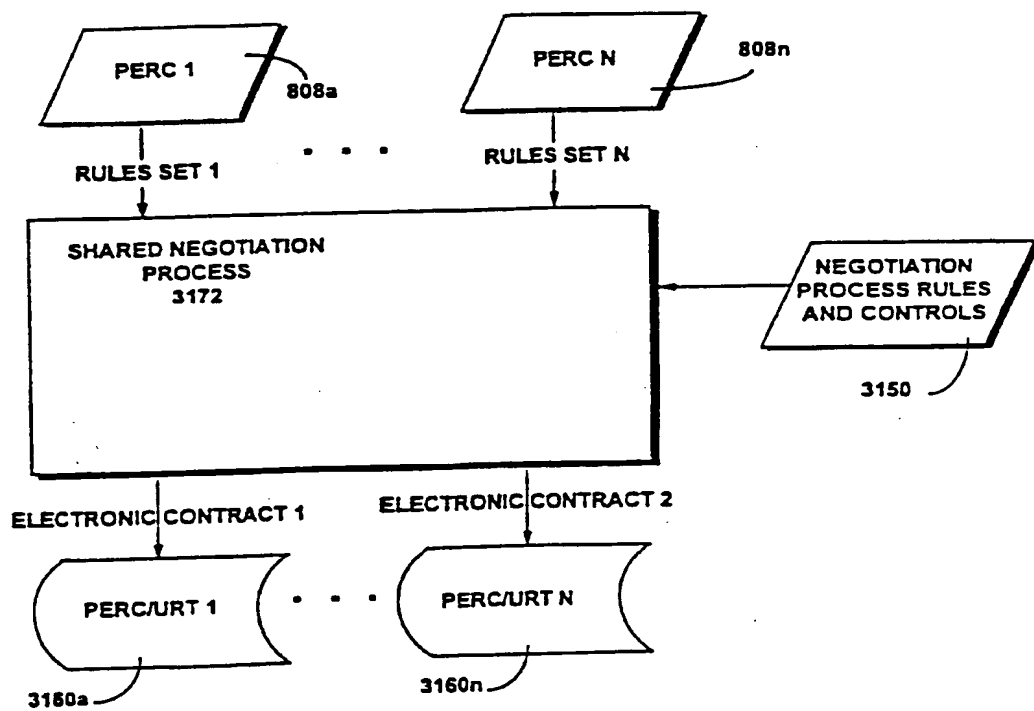 PERC 1
808a
PERC N
808n
RULES SET 1
RULES SET N
SHARED NEGOTIATION
PROCESS
3172
NEGOTIATION
PROCESS RULES
AND CONTROLS
3150
ELECTRONIC CONTRACT 1
ELECTRONIC CONTRACT 2
PERC/URT 1
PERC/URT N
3160a
3160n